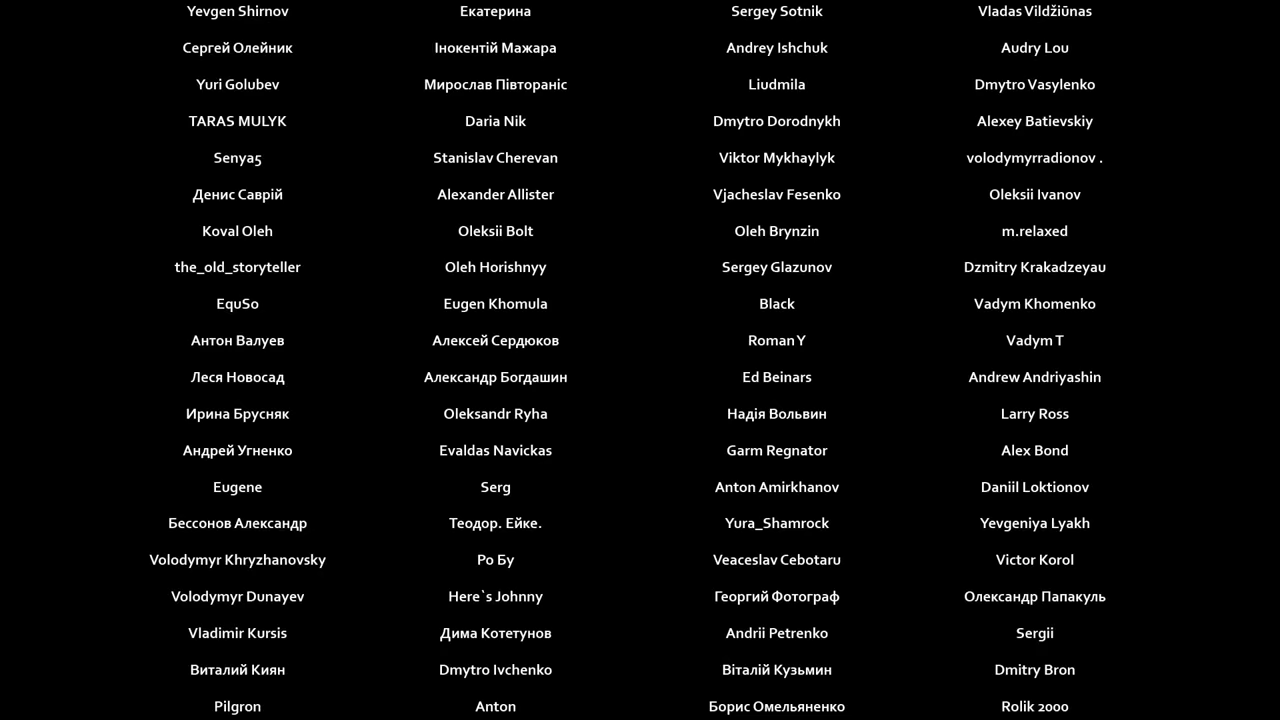 Yevgen Shirnov Екатерина Sergey Sotnik Vladas Vildžiūnas
Сергей Олейник Інокентій Мажара Andrey Ishchuk Audry Lou
Yuri Golubev Мирослав Півтораніс Liudmila Dmytro Vasylenko
TARAS MULYK Daria Nik Dmytro Dorodnykh Alexey Batievskiy
Senya5 Stanislav Cherevan Viktor Mykhaylyk volodymyrradionov .
Денис Саврій Alexander Allister Vjacheslav Fesenko Oleksii Ivanov
Koval Oleh Oleksii Bolt Oleh Brynzin m.relaxed
the_old_storyteller Oleh Horishnyy Sergey Glazunov Dzmitry Krakadzeyau
EquSo Eugen Khomula Black Vadym Khomenko
Антон Валуев Алексей Сердюков Roman Y Vadym T
Леся Новосад Александр Богдашин Ed Beinars Andrew Andriyashin
Ирина Брусняк Oleksandr Ryha Надія Вольвин Larry Ross
Андрей Угненко Evaldas Navickas Garm Regnator Alex Bond
Eugene Serg Anton Amirkhanov Daniil Loktionov
Бессонов Александр Теодор. Ейке. Yura_Shamrock Yevgeniya Lyakh
Volodymyr Khryzhanovsky Ро Бу Veaceslav Cebotaru Victor Korol
Volodymyr Dunayev Here`s Johnny Георгий Фотограф Олександр Папакуль
Vladimir Kursis Дима Котетунов Andrii Petrenko Sergii
Виталий Киян Dmytro Ivchenko Віталій Кузьмин Dmitry Bron
Pilgron Anton Борис Омельяненко Rolik 2000